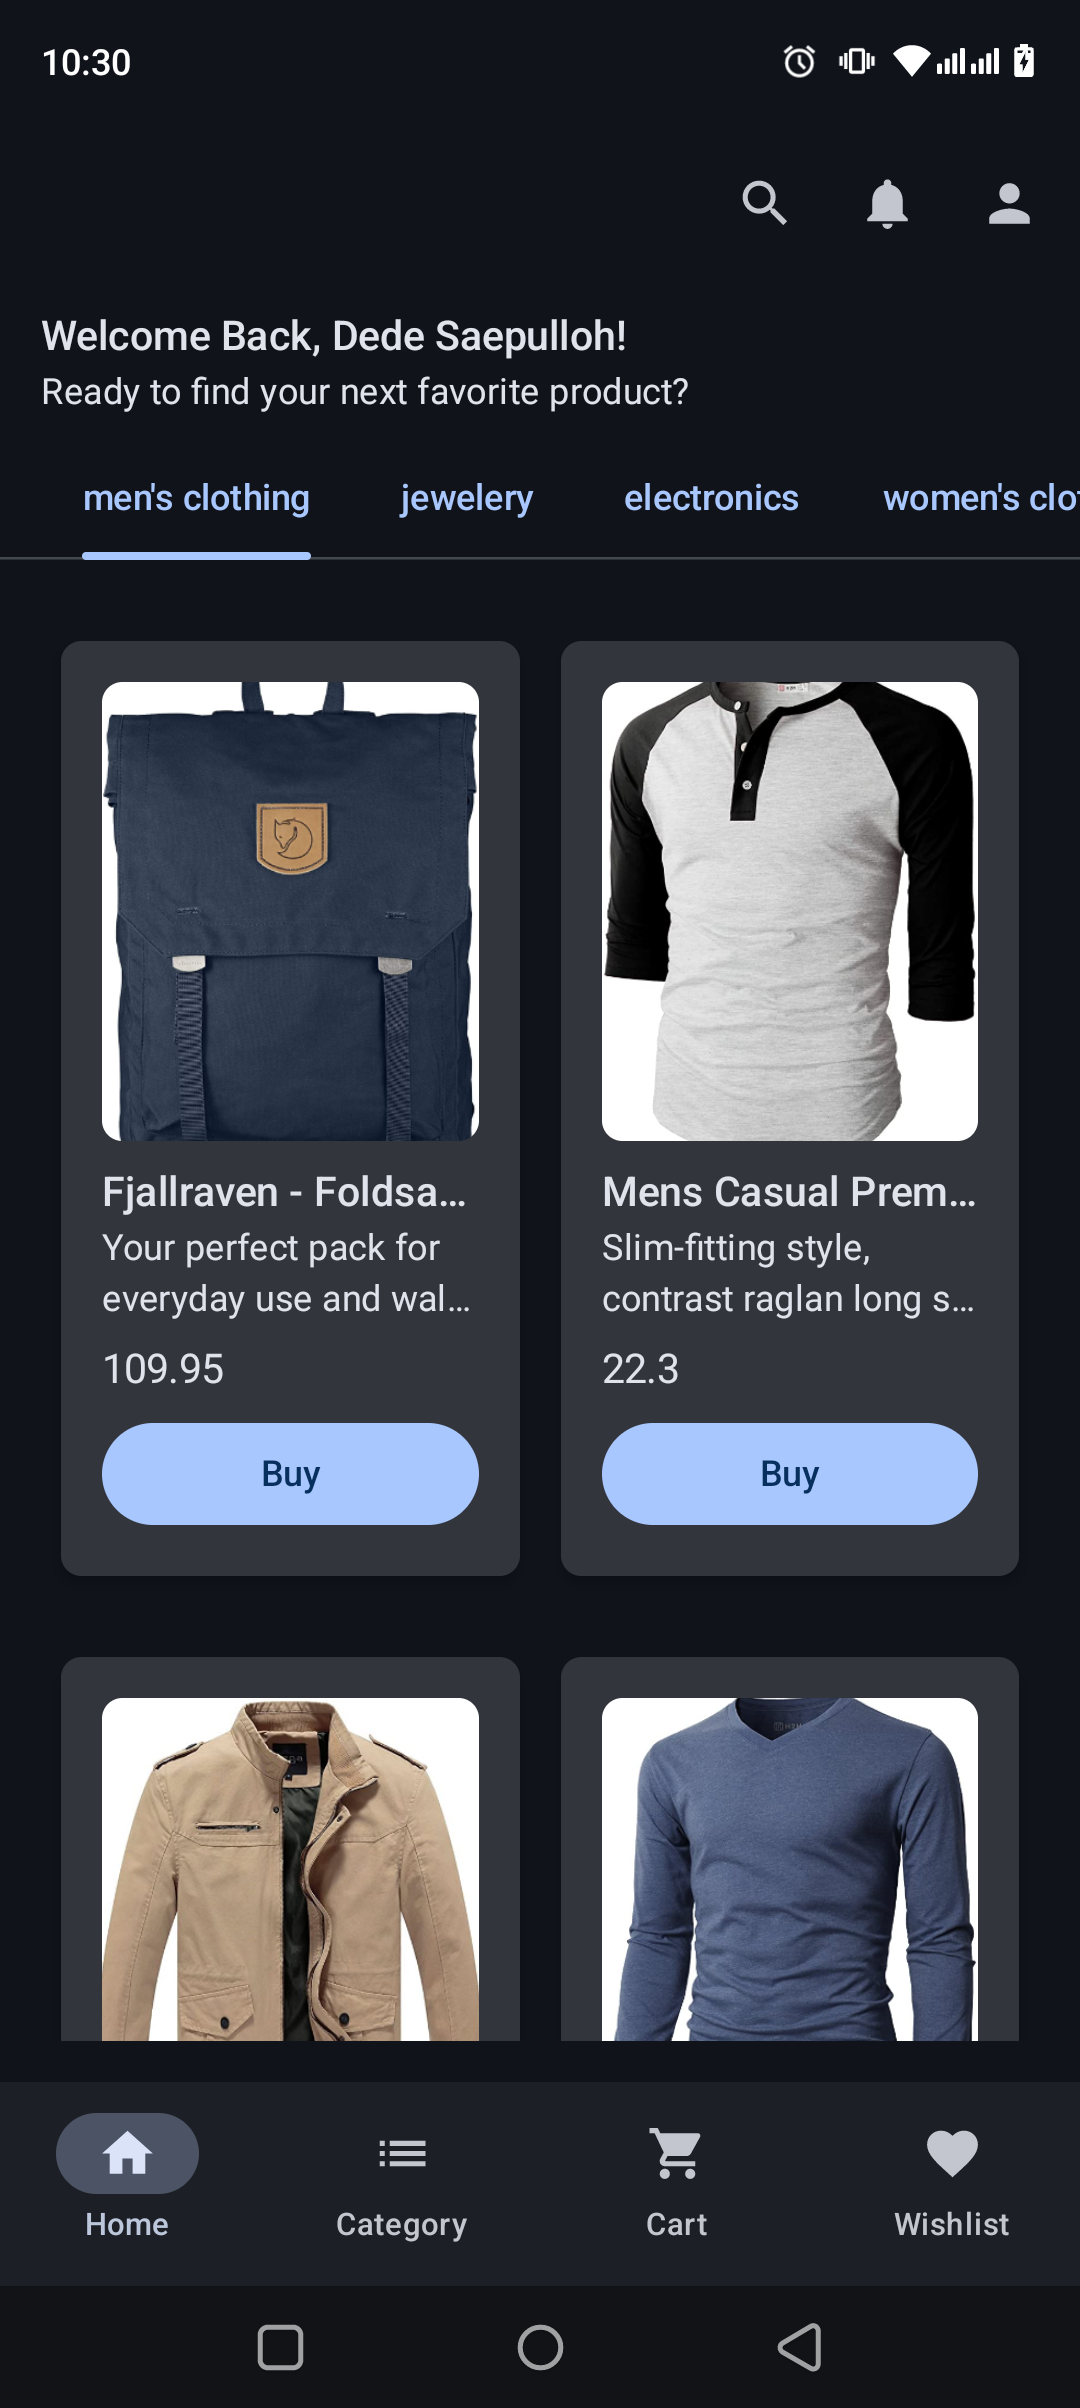 10:30
Welcome Back, Dede Saepulloh!
Ready to find your next favorite product?
men's clothing jewelery electronics women's clot
Fjallraven - Foldsa...
Your perfect pack for
everyday use and wal...
109.95
Buy
Mens Casual Prem...
Slim-fitting style,
contrast raglan long s...
22.3
Buy
Home Category Cart Wishlist